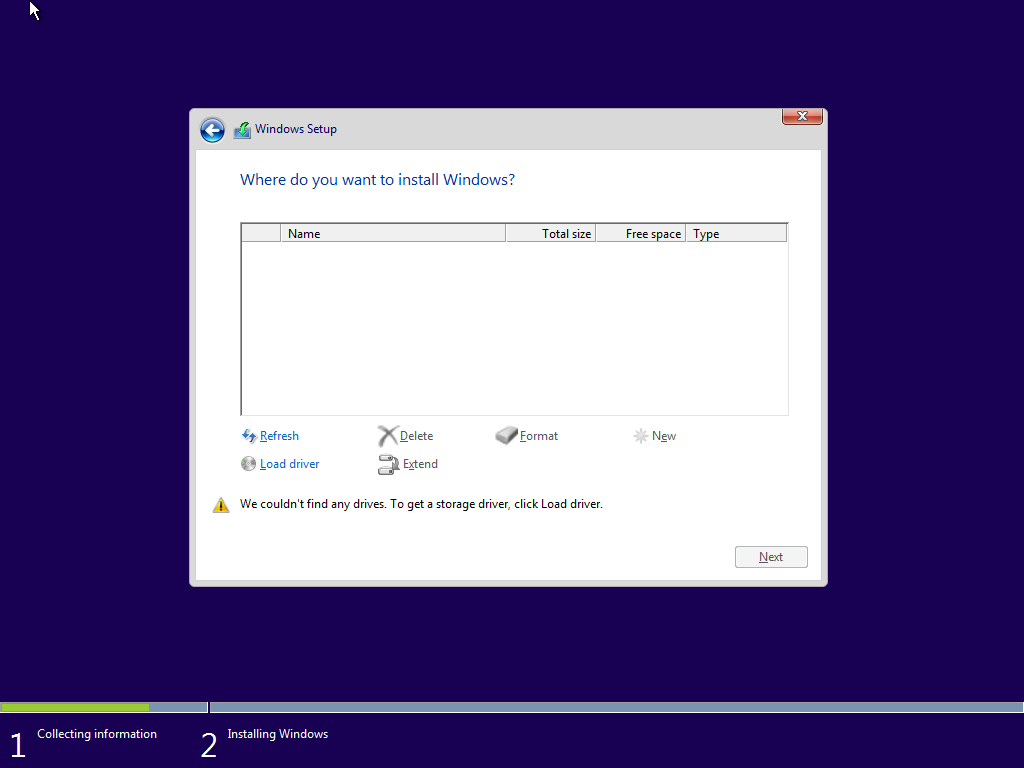 Windows Setup
Where do you want to install Windows?
Name Total size Free space Type
Refresh Delete Format New
Load driver Extend
We couldn't find any drives. To get a storage driver, click Load driver.
Next
1 Collecting information 2 Installing Windows